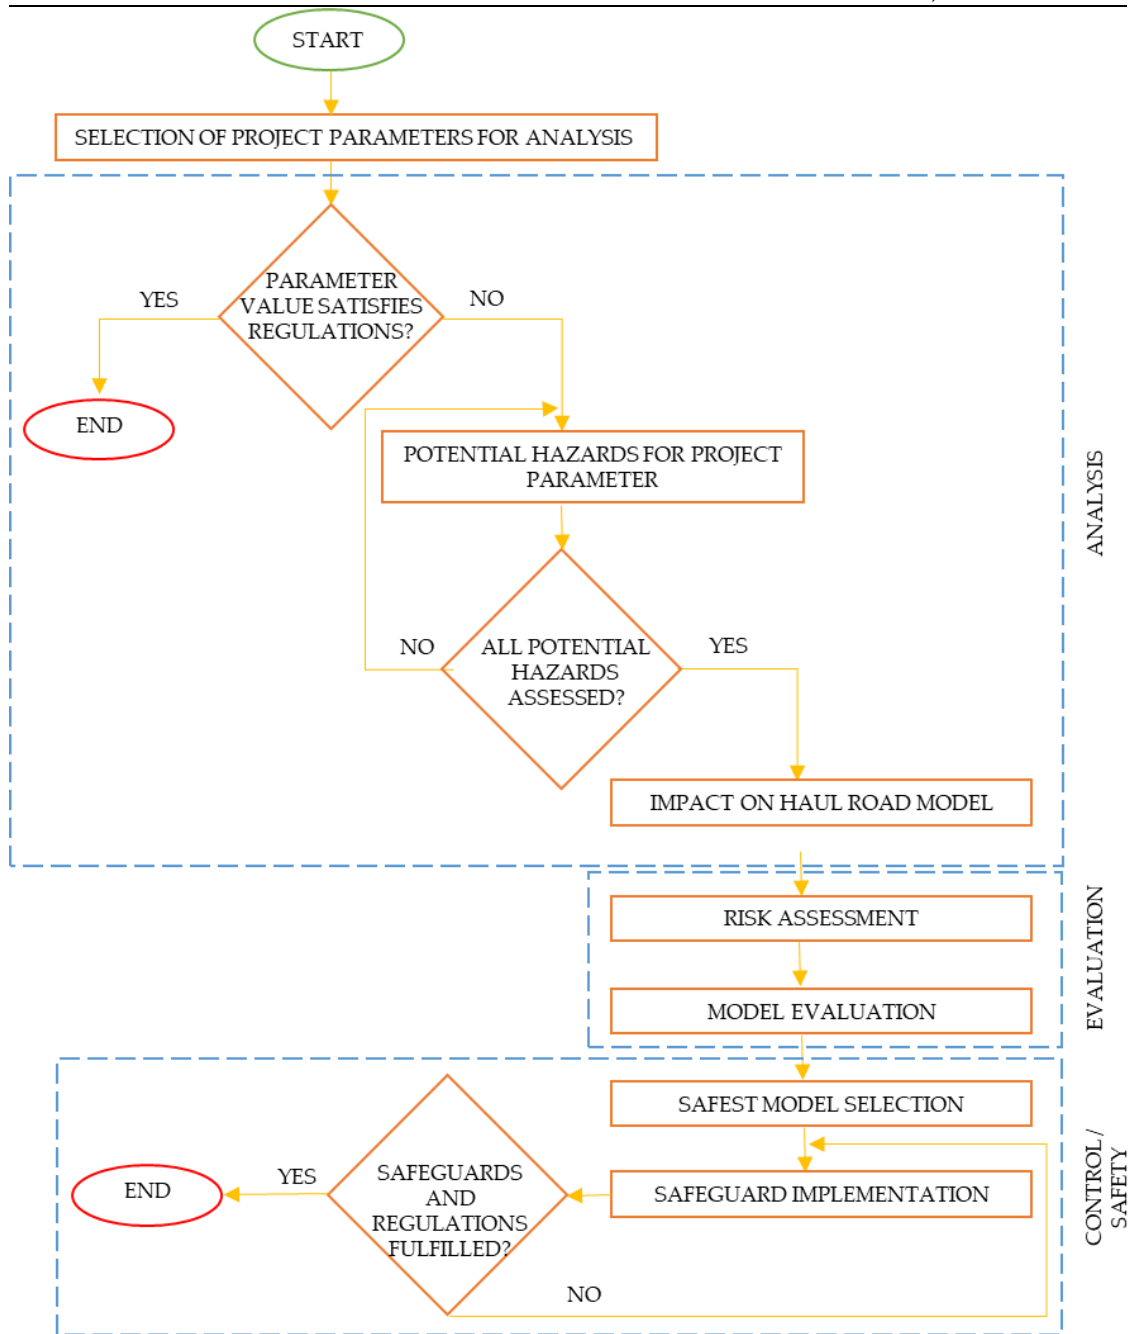 START
SELECTION OF PROJECT PARAMETERS FOR ANALYSIS
PARAMETER
VALUE SATISFIES
REGULATIONS?
YES
NO
END
POTENTIAL HAZARDS FOR PROJECT
PARAMETER
ALL POTENTIAL
HAZARDS
ASSESSED?
NO
YES
IMPACT ON HAUL ROAD MODEL
ANALYSIS
RISK ASSESSMENT
MODEL EVALUATION
EVALUATION
SAFEST MODEL SELECTION
SAFEGUARD IMPLEMENTATION
SAFEGUARDS
AND
REGULATIONS
FULFILLED?
YES
END
NO
CONTROL /
SAFETY